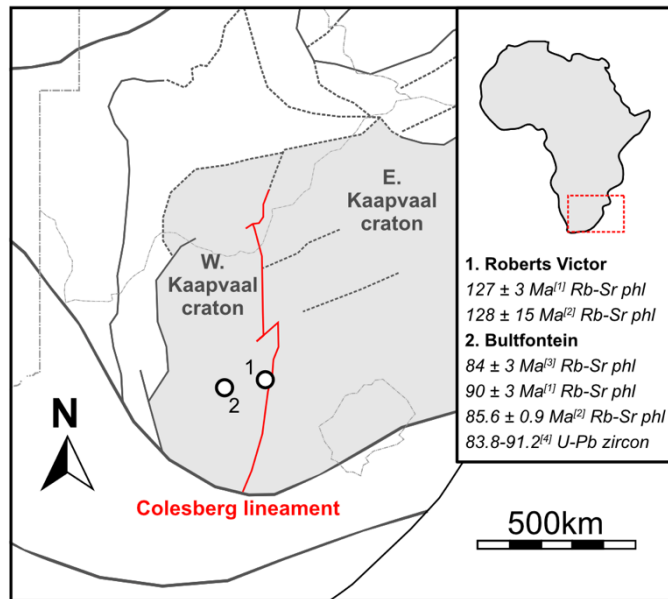 E.
Kaapvaal
craton
W.
Kaapvaal
craton
1
2
N
Colesberg lineament
1. Roberts Victor
127 ± 3 Ma[1] Rb-Sr phl
128 ± 15 Ma[2] Rb-Sr phl
2. Bultfontein
84 ± 3 Ma[3] Rb-Sr phl
90 ± 3 Ma[1] Rb-Sr phl
85.6 ± 0.9 Ma[2] Rb-Sr phl
83.8-91.2[4] U-Pb zircon
500km